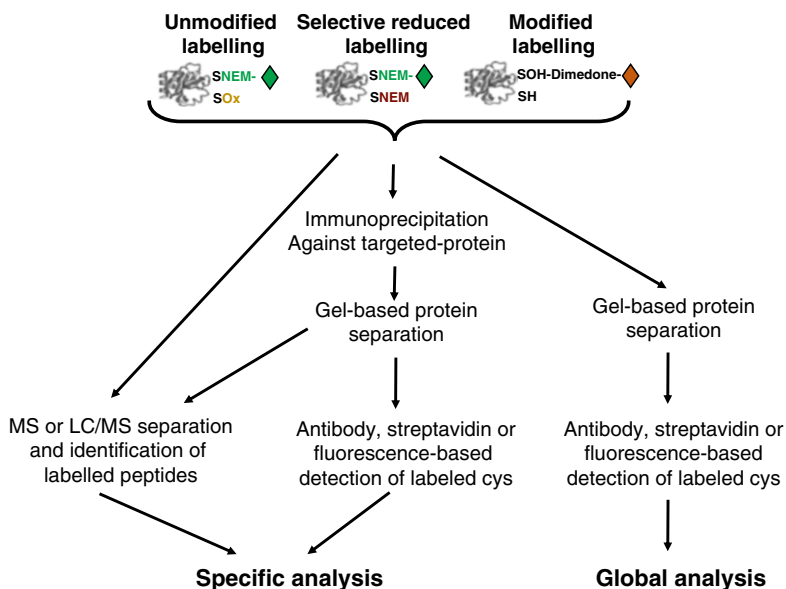 Unmodified labelling
Selective reduced labelling
Modified labelling
SNEM-
SOx
SNEM-
SNEM
SOH-Dimedone-
SH
Immunoprecipitation
Against targeted-protein
Gel-based protein
separation
Gel-based protein
separation
MS or LC/MS separation
and identification of
labelled peptides
Antibody, streptavidin or
fluorescence-based
detection of labeled cys
Antibody, streptavidin or
fluorescence-based
detection of labeled cys
Specific analysis
Global analysis